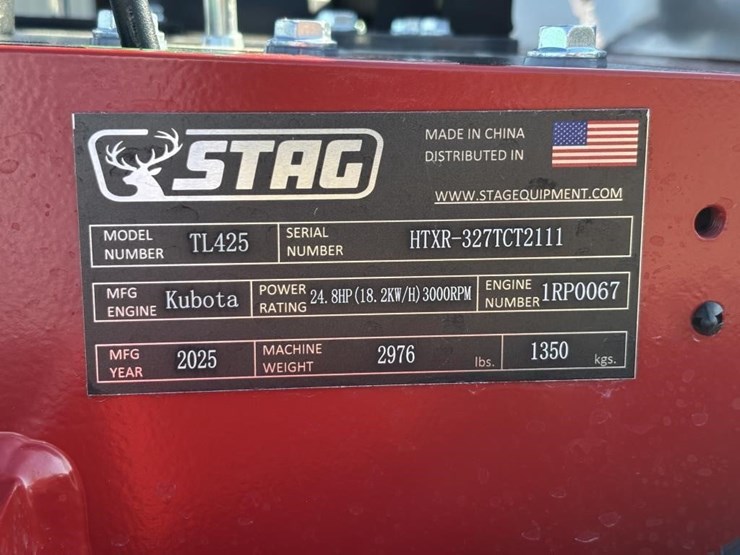 STAG
MADE IN CHINA
DISTRIBUTED IN
WWW.STAGEQUIPMENT.COM
MODEL NUMBER TL425 SERIAL NUMBER HTXR-327TCT2111
MFG ENGINE Kubota POWER RATING 24.8HP(18.2KW/H)3000RPM ENGINE NUMBER 1RP0067
MFG YEAR 2025 MACHINE WEIGHT 2976 lbs. 1350 kgs.